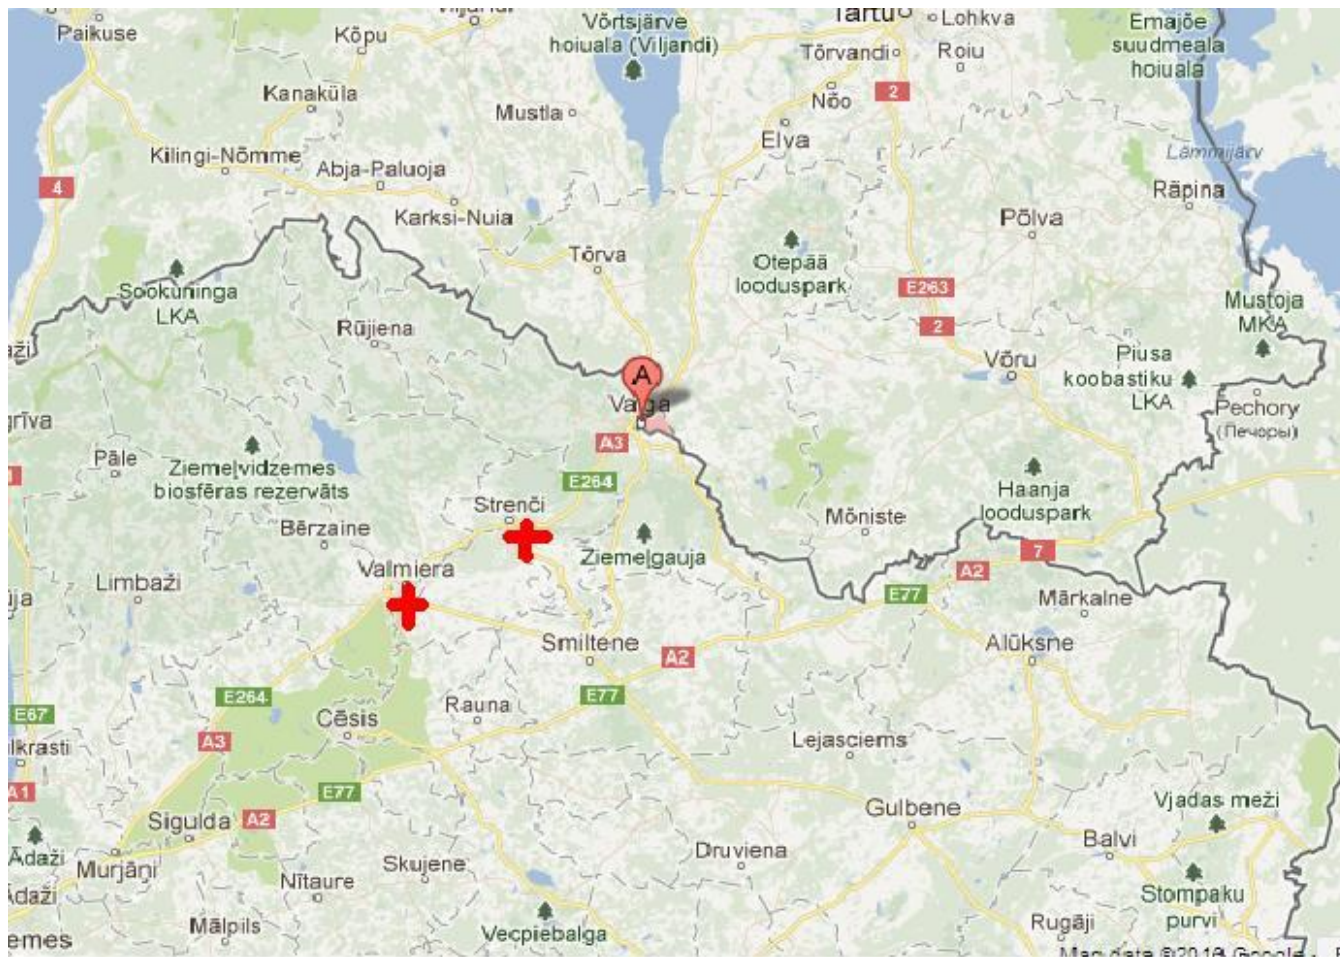 Paikuse
Kõpu
Võrtsjärve
hoiuala (Viljandi)
Tartu
Lohkva
Emajõe
suudmeala
hoiuala
Tõrvandi
Roiu
Kanaküla
Mustla
Nõo
2
Elva
Kilingi-Nõmme
Abja-Paluoja
Lämmijärv
4
Räpina
Karksi-Nuia
Põlva
Tõrva
Otepää
looduspark
Sookuninga
LKA
E263
Mustoja
MKA
Rūjiena
2
Võru
Piusa
koobastiku
LKA
A
Valga
Pechory
(Печоры)
A3
Pāle
Ziemeļvidzemes
biosfēras rezervāts
E264
Haanja
looduspark
Strenči
Mõniste
Bērzaine
Ziemeļgauja
7
Valmiera
A2
Limbaži
E77
Mārkalne
Smiltene
A2
Alūksne
E264
E77
Rauna
E67
Cēsis
A3
Lejasciems
E77
A1
Gulbene
Vjadas meži
Sigulda
A2
Balvi
Ādaži
Murjāņi
Skujene
Druviena
Nītaure
Stompaku
purvi
Mālpils
Vecpiebalga
Rugāji